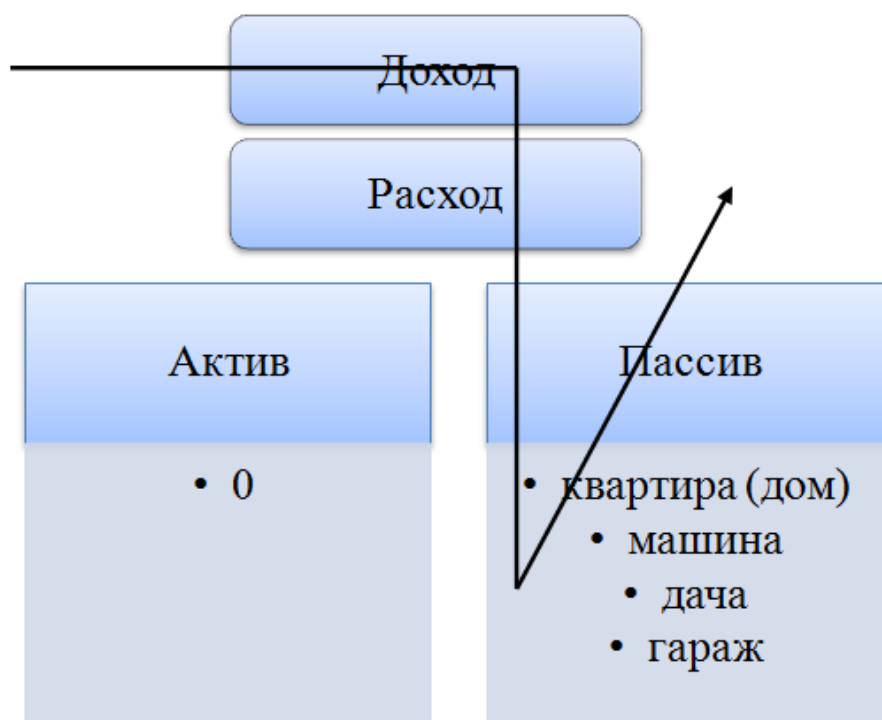 Доход
Расход
Актив
• 0
Пассив
• квартира (дом)
• машина
• дача
• гараж